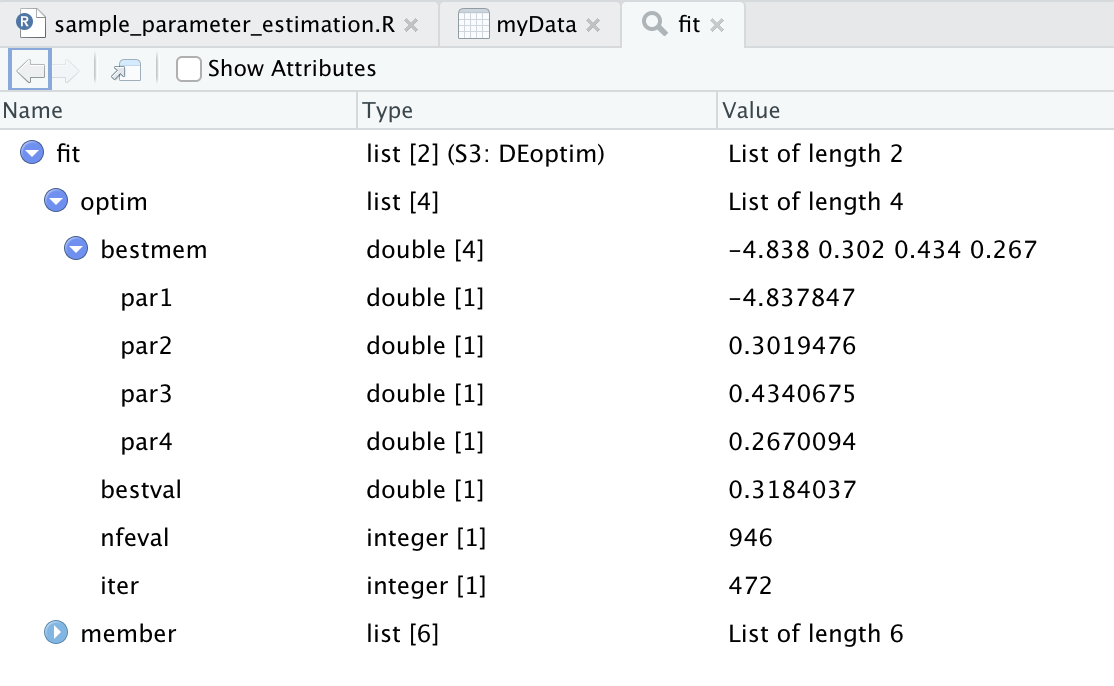 R sample_parameter_estimation.R myData fit
Show Attributes
Name Type Value
fit list [2] (S3: DEoptim) List of length 2
optim list [4] List of length 4
bestmem double [4] −4.838 0.302 0.434 0.267
par1 double [1] −4.837847
par2 double [1] 0.3019476
par3 double [1] 0.4340675
par4 double [1] 0.2670094
bestval double [1] 0.3184037
nfeval integer [1] 946
iter integer [1] 472
member list [6] List of length 6